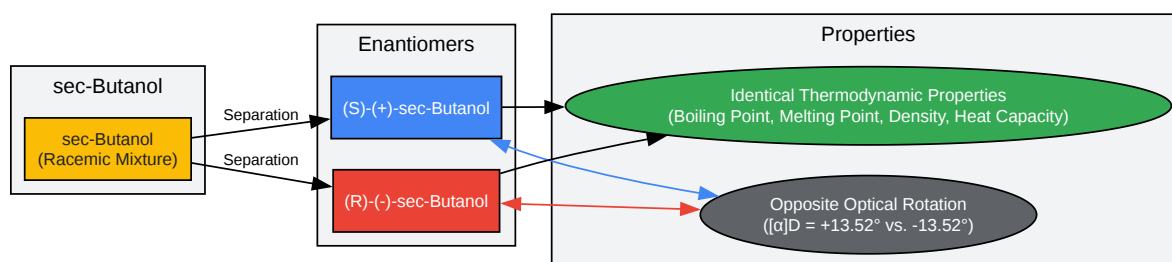 sec-Butanol
sec-Butanol
(Racemic Mixture)
Separation
Separation
Enantiomers
(S)-(+)-sec-Butanol
(R)-(-)-sec-Butanol
Properties
Identical Thermodynamic Properties
(Boiling Point, Melting Point, Density, Heat Capacity)
Opposite Optical Rotation
([α]D = +13.52° vs. -13.52°)